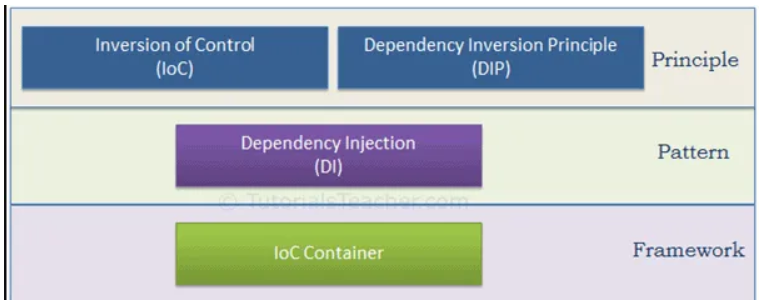 Inversion of Control
(IoC)
Dependency Inversion Principle
(DIP)
Principle
Dependency Injection
(DI)
Pattern
© TutorialsTeacher.com
IoC Container
Framework